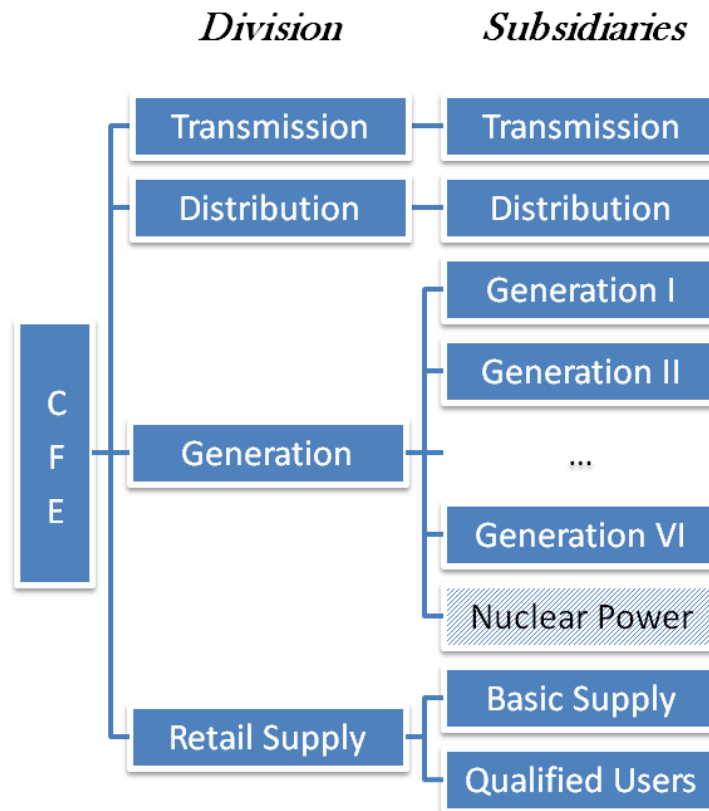 Division Subsidiaries
Transmission Transmission
Distribution Distribution
Generation I
Generation II
C
F
E
Generation
...
Generation VI
Nuclear Power
Retail Supply
Basic Supply
Qualified Users